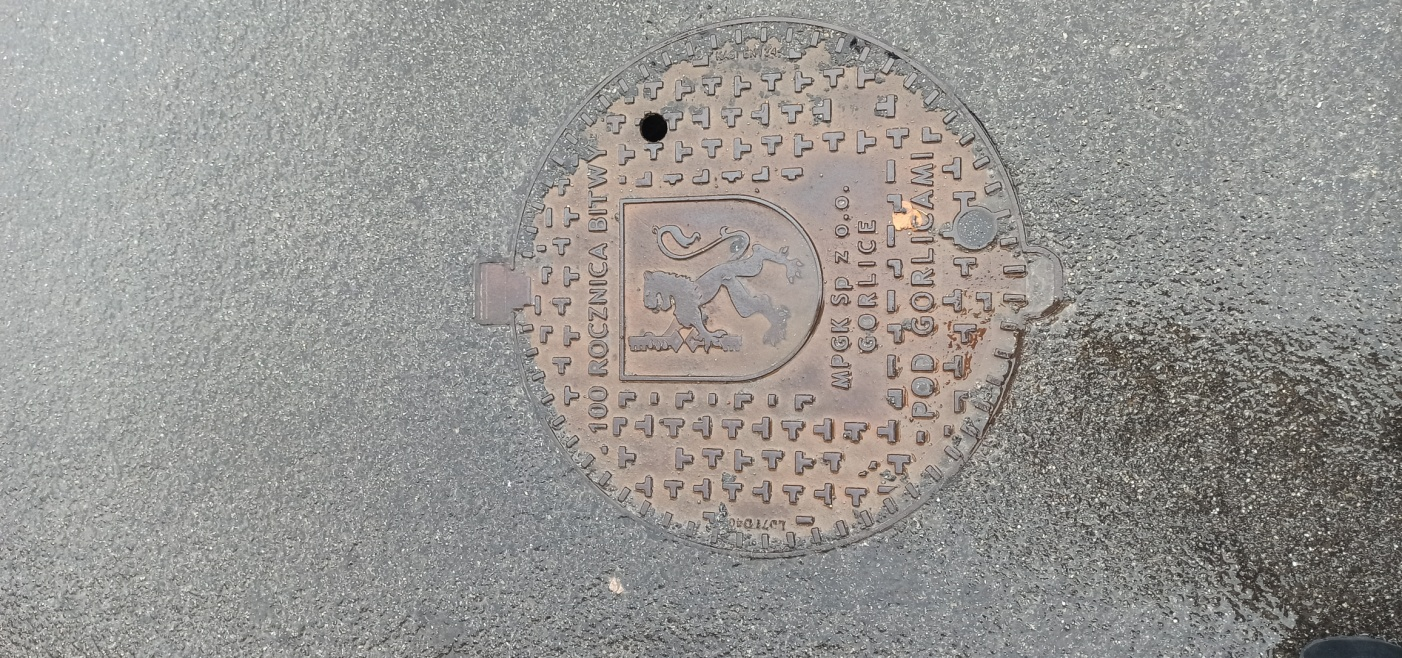 100 ROCZNICA BITWY
MPGK SP Z O.O.
GORLICE
POD GORLICAMI